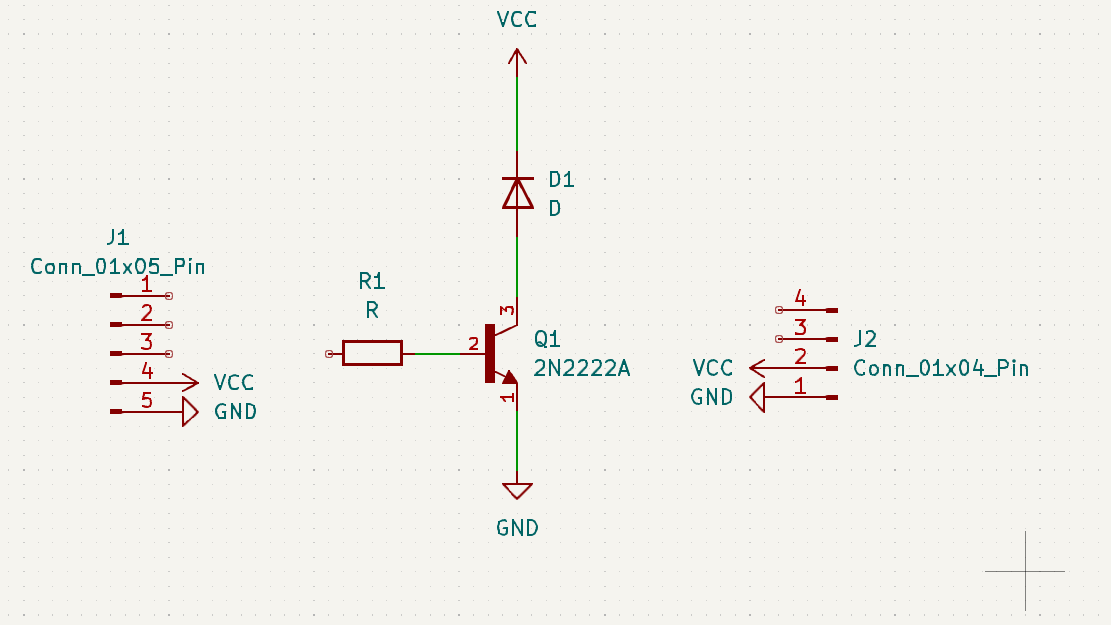 VCC
D1
D
J1
Conn_01x05_Pin
1
2
3
4
VCC
5
GND
R1
R
3
2
Q1
2N2222A
1
GND
4
3
J2
VCC
2
Conn_01x04_Pin
GND
1